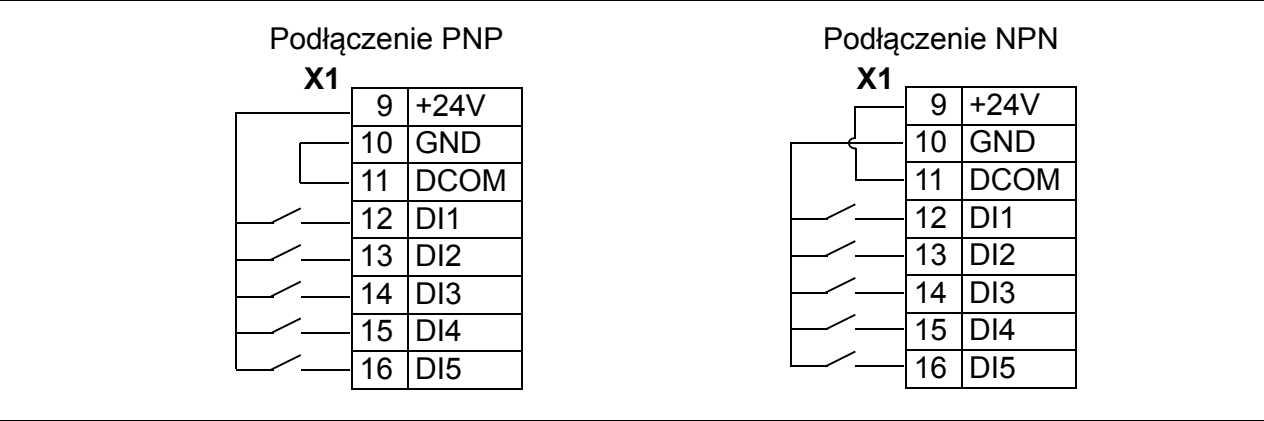 Podłączenie PNP
X1
9 +24V
10 GND
11 DCOM
12 DI1
13 DI2
14 DI3
15 DI4
16 DI5
Podłączenie NPN
X1
9 +24V
10 GND
11 DCOM
12 DI1
13 DI2
14 DI3
15 DI4
16 DI5